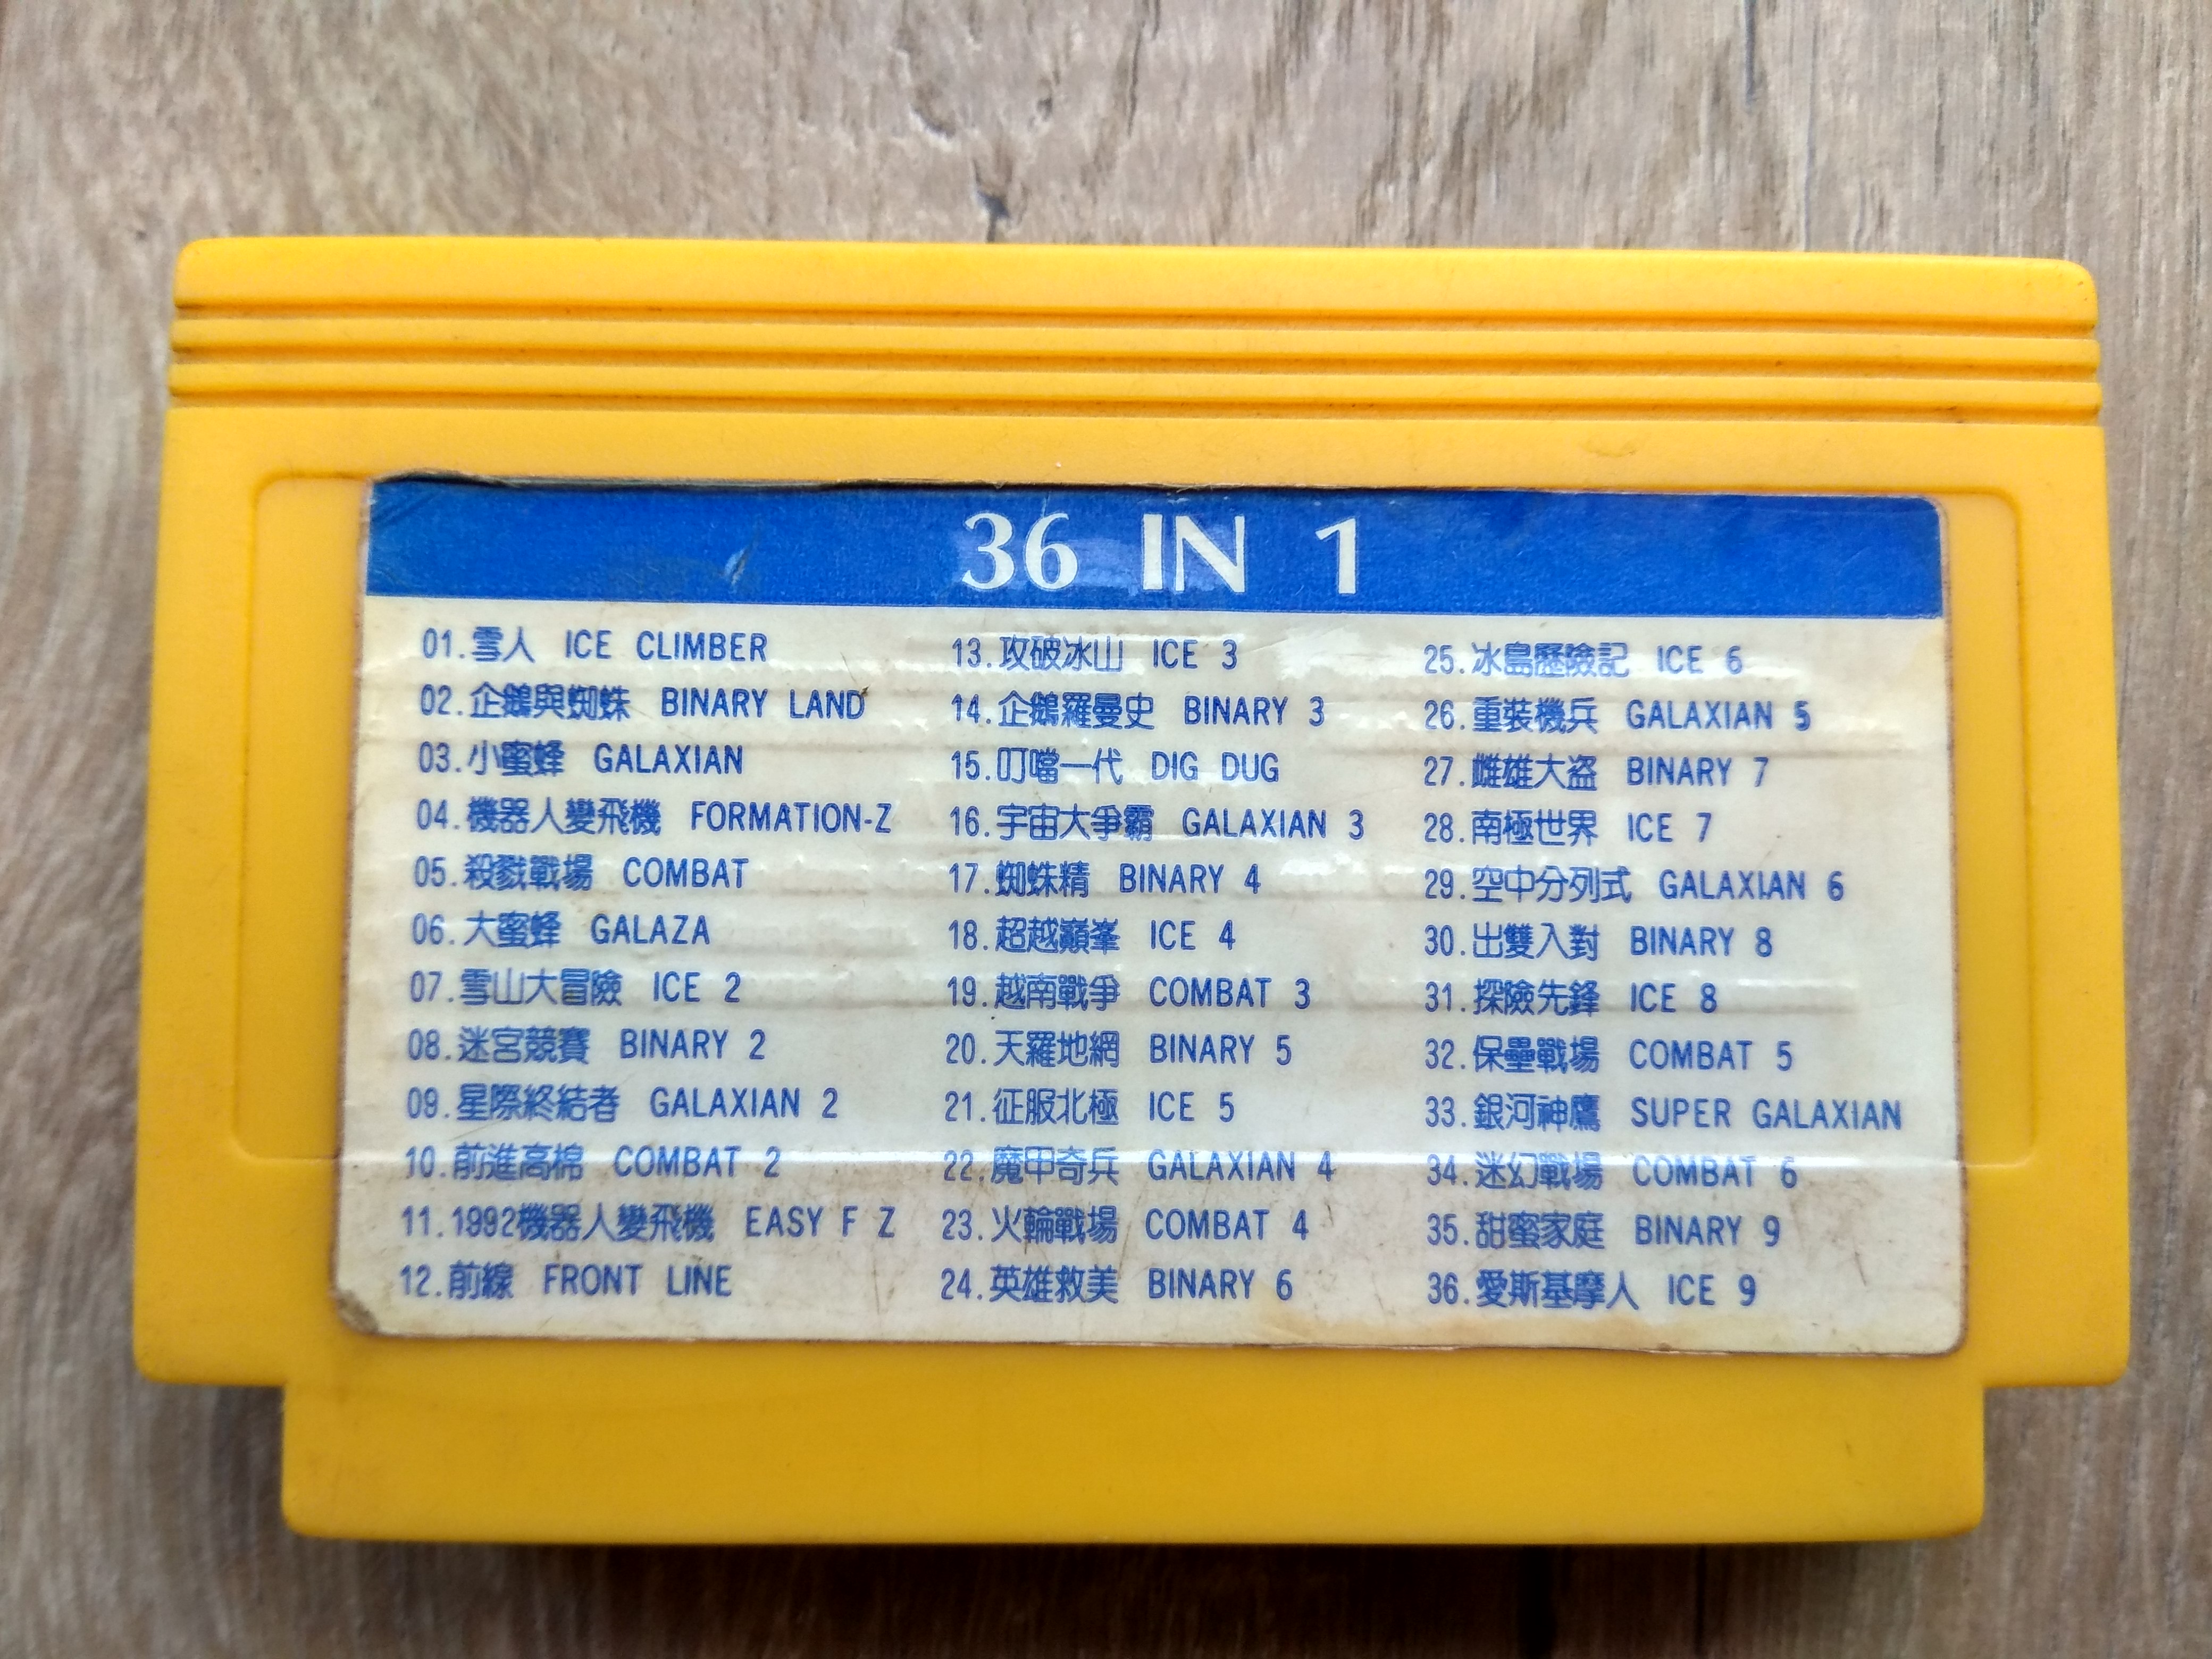 36 IN 1
01.雪人 ICE CLIMBER
02.企鵝與蜘蛛 BINARY LAND
03.小蜜蜂 GALAXIAN
04.機器人變飛機 FORMATION-Z
05.殺戮戰場 COMBAT
06.大蜜蜂 GALAZA
07.雪山大冒險 ICE 2
08.迷宮競賽 BINARY 2
09.星際終結者 GALAXIAN 2
10.前進高棉 COMBAT 2
11.1992機器人變飛機 EASY F Z
12.前線 FRONT LINE
13.攻破冰山 ICE 3
14.企鵝羅曼史 BINARY 3
15.叮噹一代 DIG DUG
16.宇宙大爭霸 GALAXIAN 3
17.蜘蛛精 BINARY 4
18.超越巔峯 ICE 4
19.越南戰爭 COMBAT 3
20.天羅地網 BINARY 5
21.征服北極 ICE 5
22.魔甲奇兵 GALAXIAN 4
23.火輪戰場 COMBAT 4
24.英雄救美 BINARY 6
25.冰島歷險記 ICE 6
26.重裝機兵 GALAXIAN 5
27.雌雄大盜 BINARY 7
28.南極世界 ICE 7
29.空中分列式 GALAXIAN 6
30.出雙入對 BINARY 8
31.探險先鋒 ICE 8
32.保壘戰場 COMBAT 5
33.銀河神鷹 SUPER GALAXIAN
34.迷幻戰場 COMBAT 6
35.甜蜜家庭 BINARY 9
36.愛斯基摩人 ICE 9